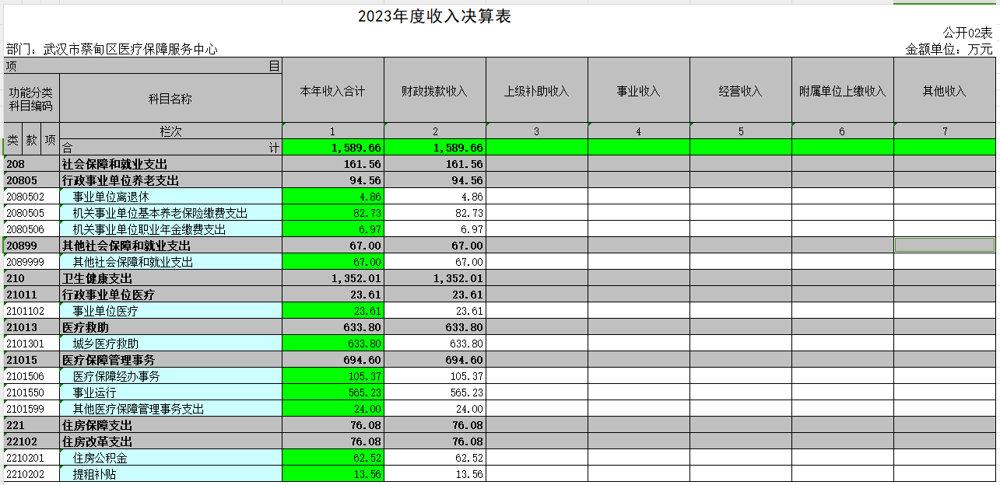 2023年度收入决算表
公开02表
部门：武汉市蔡甸区医疗保障服务中心 金额单位：万元
项 目 本年收入合计 财政拨款收入 上级补助收入 事业收入 经营收入 附属单位上缴收入 其他收入
功能分类科目编码 科目名称
类 款 项 栏次 1 2 3 4 5 6 7
合 计 1,589.66 1,589.66
208 社会保障和就业支出 161.56 161.56
20805 行政事业单位养老支出 94.56 94.56
2080502 事业单位离退休 4.86 4.86
2080505 机关事业单位基本养老保险缴费支出 82.73 82.73
2080506 机关事业单位职业年金缴费支出 6.97 6.97
20899 其他社会保障和就业支出 67.00 67.00
2089999 其他社会保障和就业支出 67.00 67.00
210 卫生健康支出 1,352.01 1,352.01
21011 行政事业单位医疗 23.61 23.61
2101102 事业单位医疗 23.61 23.61
21013 医疗救助 633.80 633.80
2101301 城乡医疗救助 633.80 633.80
21015 医疗保障管理事务 694.60 694.60
2101506 医疗保障经办事务 105.37 105.37
2101550 事业运行 565.23 565.23
2101599 其他医疗保障管理事务支出 24.00 24.00
221 住房保障支出 76.08 76.08
22102 住房改革支出 76.08 76.08
2210201 住房公积金 62.52 62.52
2210202 提租补贴 13.56 13.56